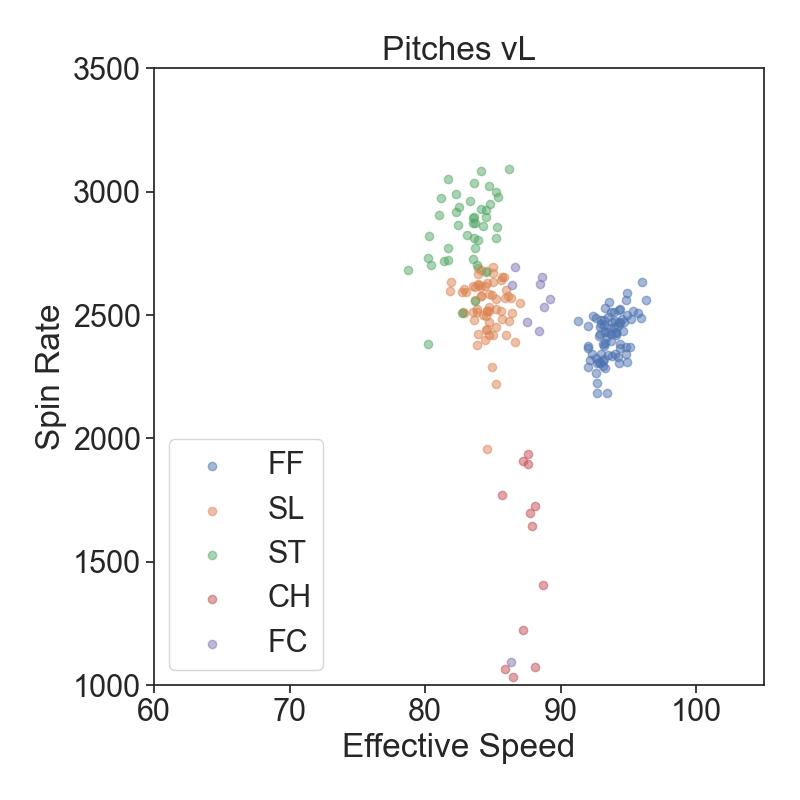 Pitches vL
3500
3000
2500
2000
1500
1000
Spin Rate
FF
SL
ST
CH
FC
60 70 80 90 100
Effective Speed